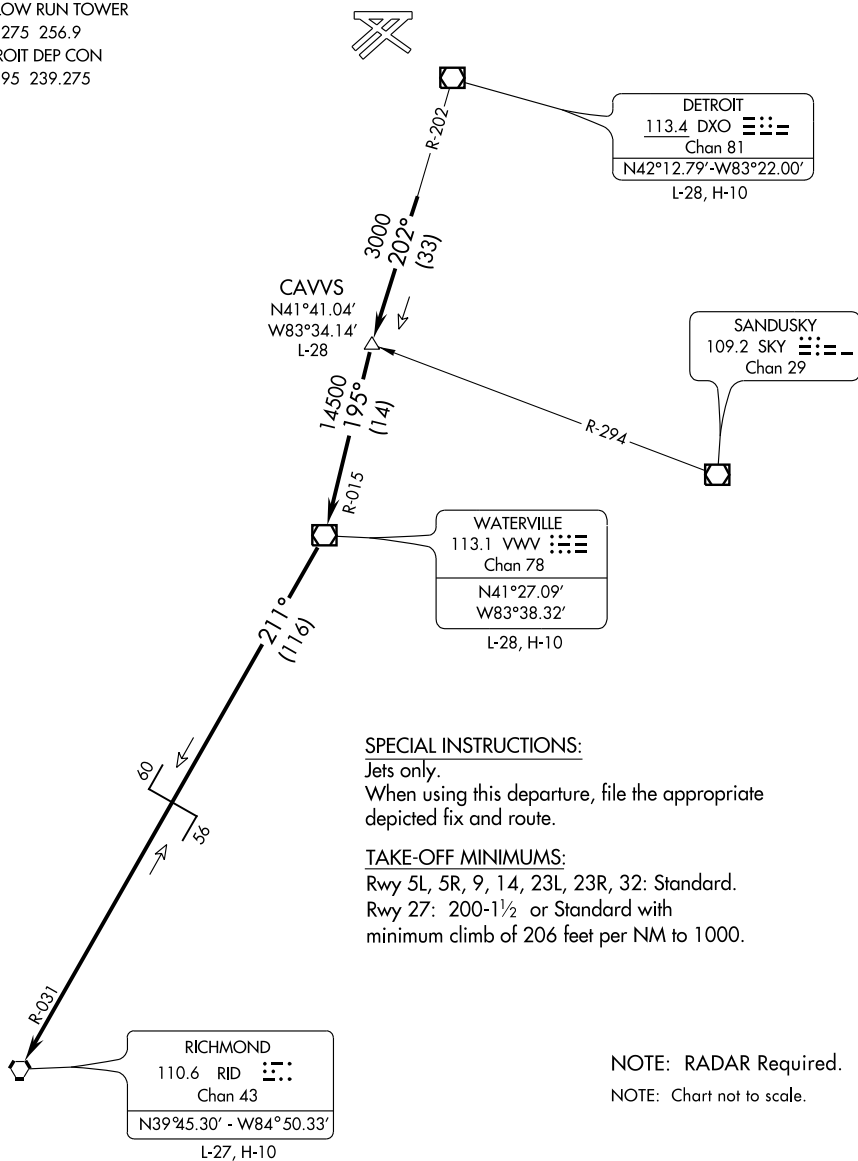 LOW RUN TOWER
275 256.9
ROIT DEP CON
95 239.275
DETROIT
113.4 DXO
Chan 81
N42°12.79'-W83°22.00'
L-28, H-10
R-202
3000
202°
(33)
CAVVS
N41°41.04'
W83°34.14'
L-28
SANDUSKY
109.2 SKY
Chan 29
R-294
14500
195°
(14)
R-015
WATERVILLE
113.1 VWV
Chan 78
N41°27.09'
W83°38.32'
L-28, H-10
211°
(116)
60
56
SPECIAL INSTRUCTIONS:
Jets only.
When using this departure, file the appropriate
depicted fix and route.
TAKE-OFF MINIMUMS:
Rwy 5L, 5R, 9, 14, 23L, 23R, 32: Standard.
Rwy 27: 200-1½ or Standard with
minimum climb of 206 feet per NM to 1000.
R-031
RICHMOND
110.6 RID
Chan 43
N39°45.30' - W84°50.33'
L-27, H-10
NOTE: RADAR Required.
NOTE: Chart not to scale.